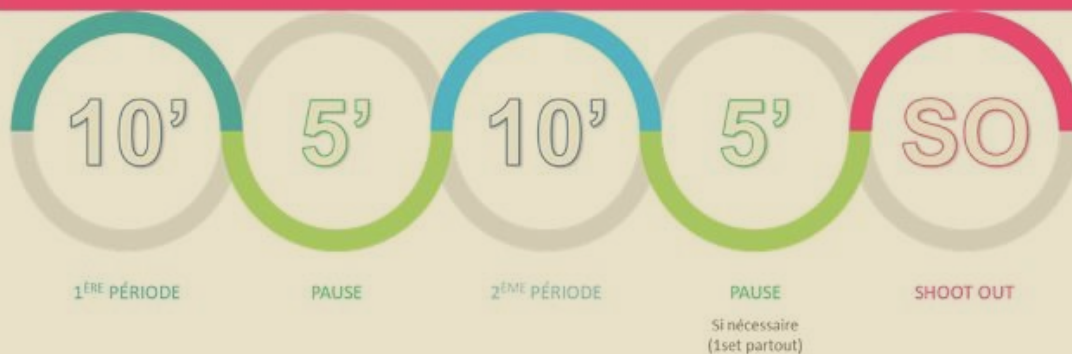 10’ 5’ 10’ 5’ SO
1ÈRE PÉRIODE PAUSE 2ÈME PÉRIODE PAUSE SHOOT OUT
Si nécessaire
(1set partout)